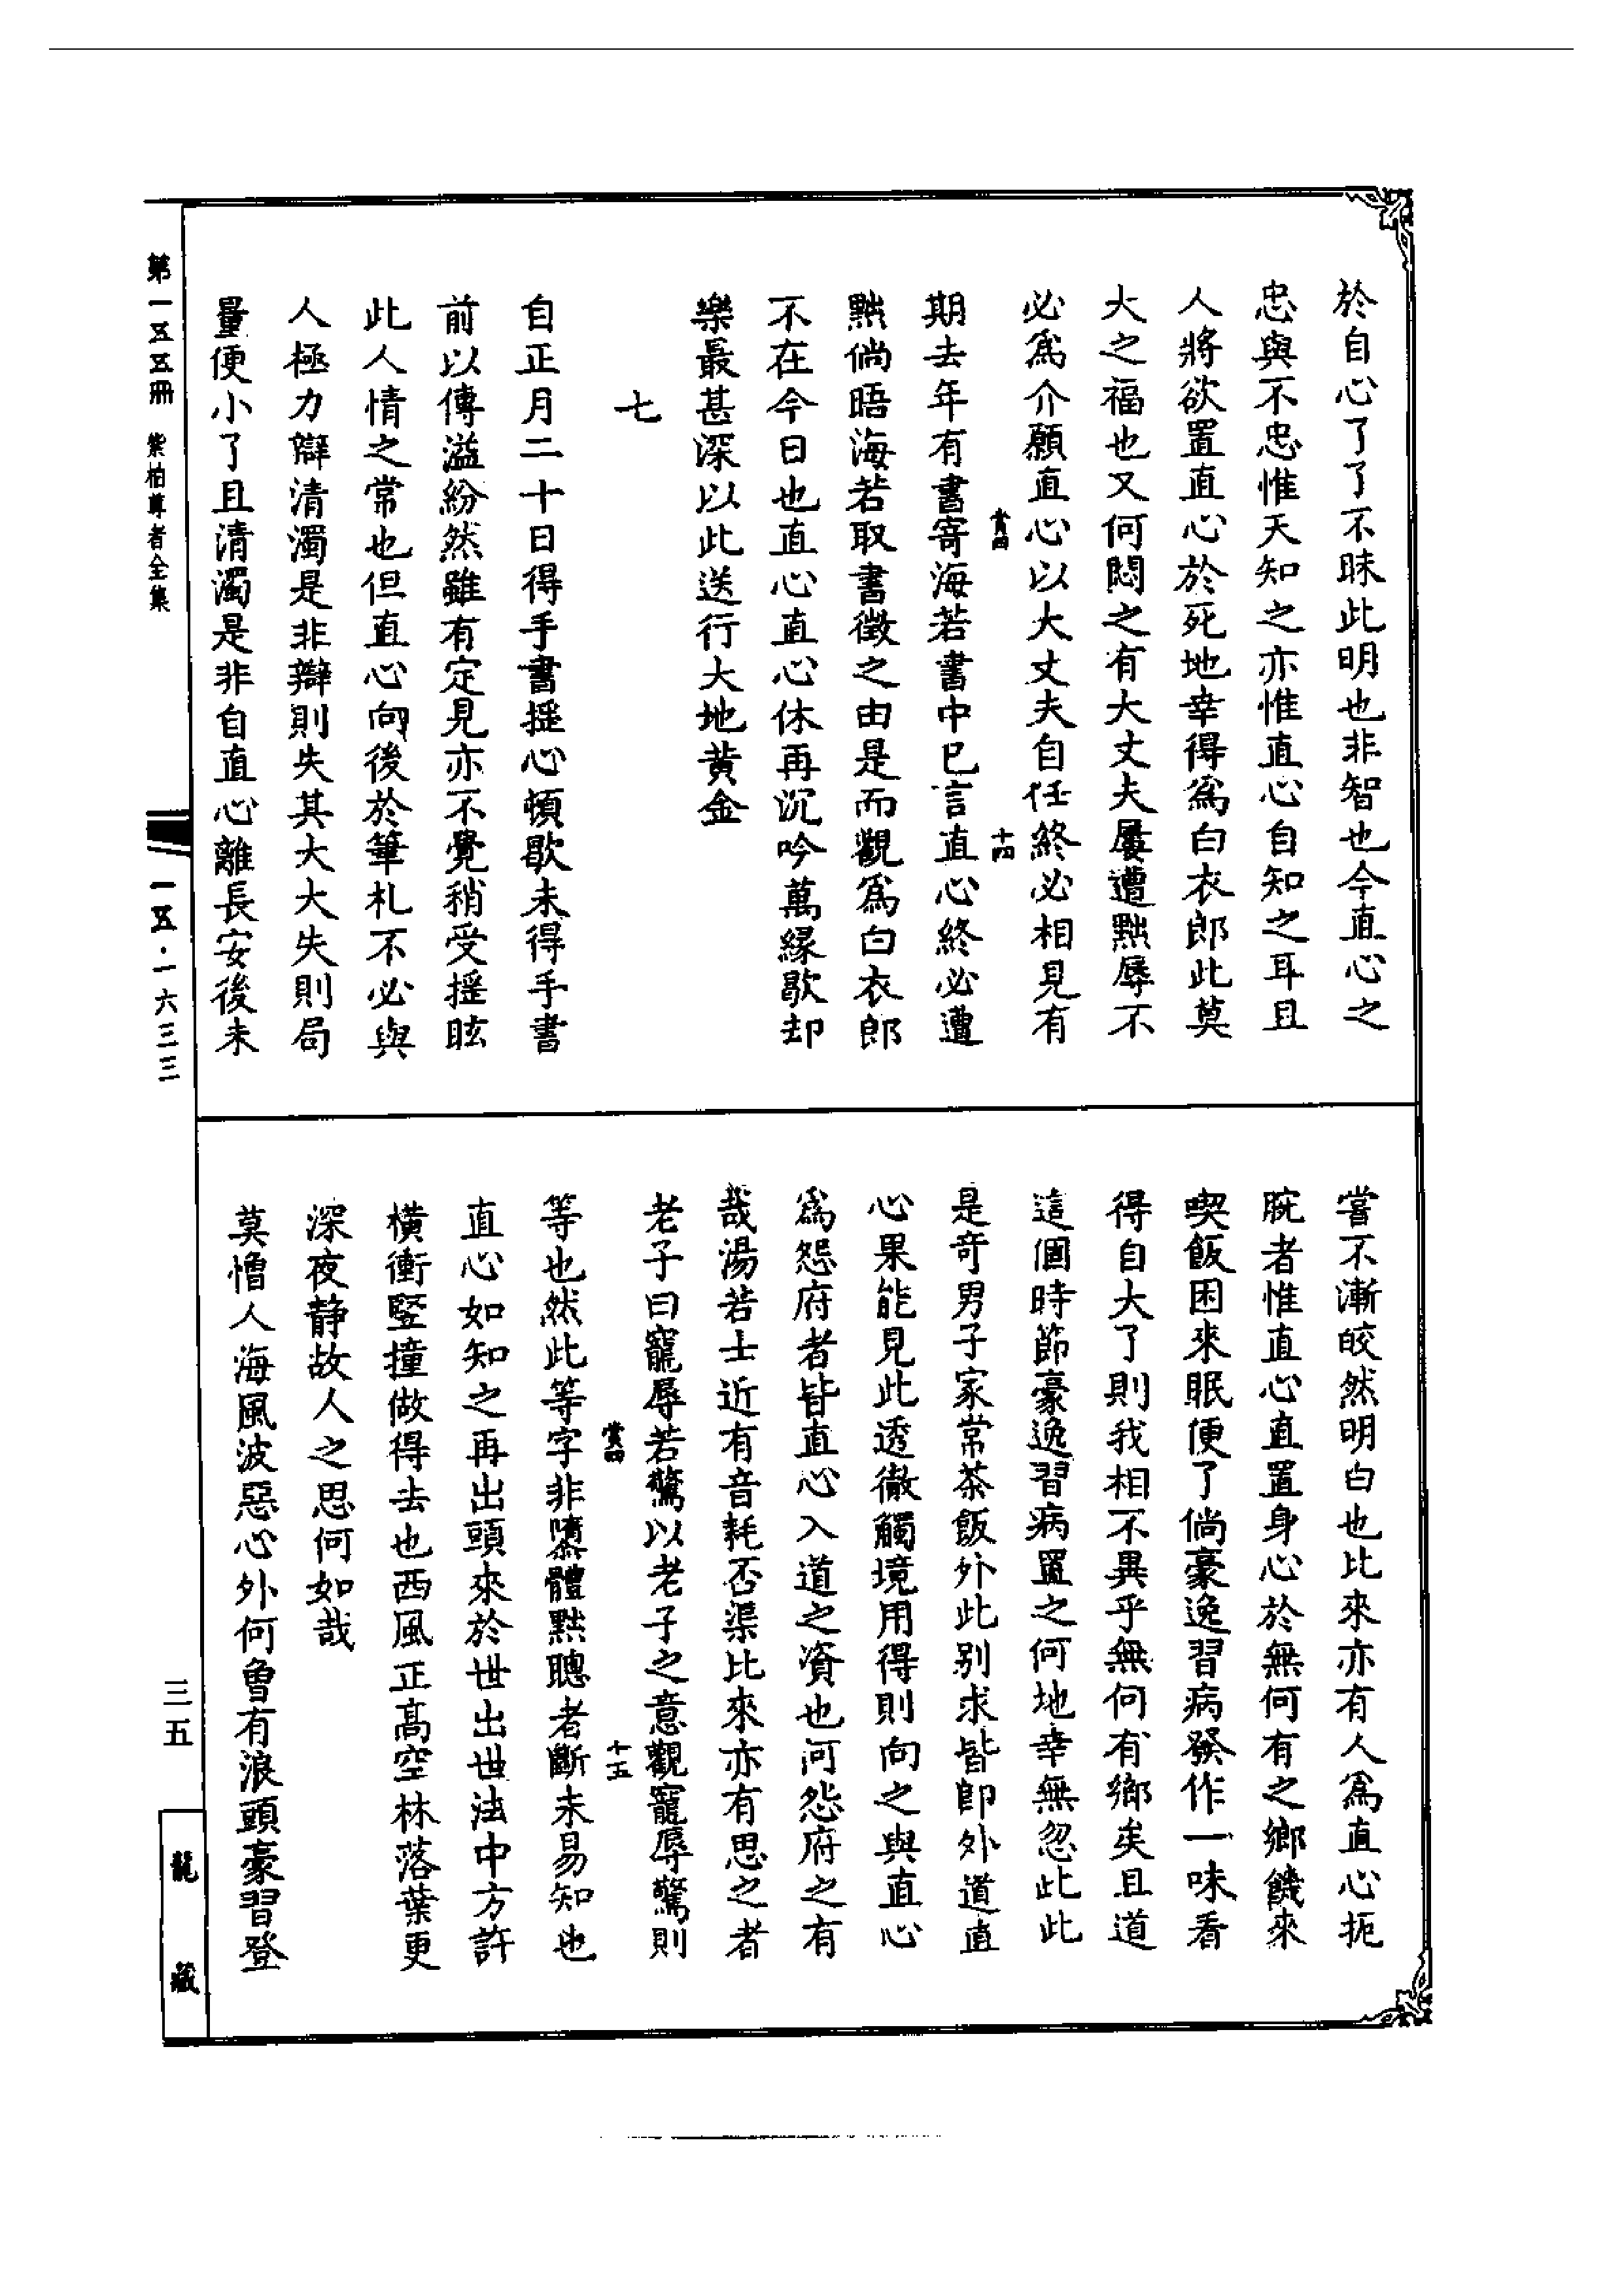 於自心了了不昧此明也非智也今直心之
忠與不忠惟天知之亦惟直心自知之耳且
人將欲置直心於死地幸得為白衣郎此莫
大之福也又何悶之有大丈夫屢遭黜辱不
必為介願直心以大丈夫自任終必相見有
賞四
十四
期去年有書寄海若書中已言直心終必遭
黜倘晤海若取書徵之由是而觀為白衣郎
不在今日也直心直心休再沉吟萬緣歇却
樂最甚深以此送行大地黃金
七
自正月二十日得手書搖心頓歇未得手書
前以傳溢紛然雖有定見亦不覺稍受搖眩
此人情之常也但直心向後於筆札不必與
人極力辯清濁是非辯則失其大大失則局
量便小了且清濁是非自直心離長安後未
嘗不漸皎然明白也比來亦有人為直心扼
腕者惟直心直置身心於無何有之鄉饑來
喫飯困來眠便了倘豪逸習病發作一味看
得自大了則我相不異乎無何有鄉矣且道
這個時節豪逸習病置之何地幸無忽此此
是奇男子家常茶飯外此別求皆即外道直
心果能見此透徹觸境用得則向之與直心
為怨府者皆直心入道之資也何怨府之有
哉湯若士近有音耗否渠比來亦有思之者
老子曰寵辱若驚以老子之意觀寵辱驚則
賞四
十五
等也然此等字非隳體黜聰者斷未易知也
直心如知之再出頭來於世出世法中方許
橫衝竪撞做得去也西風正高空林落葉更
深夜靜故人之思何如哉
莫憎人海風波惡心外何曾有浪頭豪習登
第一五五冊 紫柏尊者全集
一五·一六三三
三五
龍藏